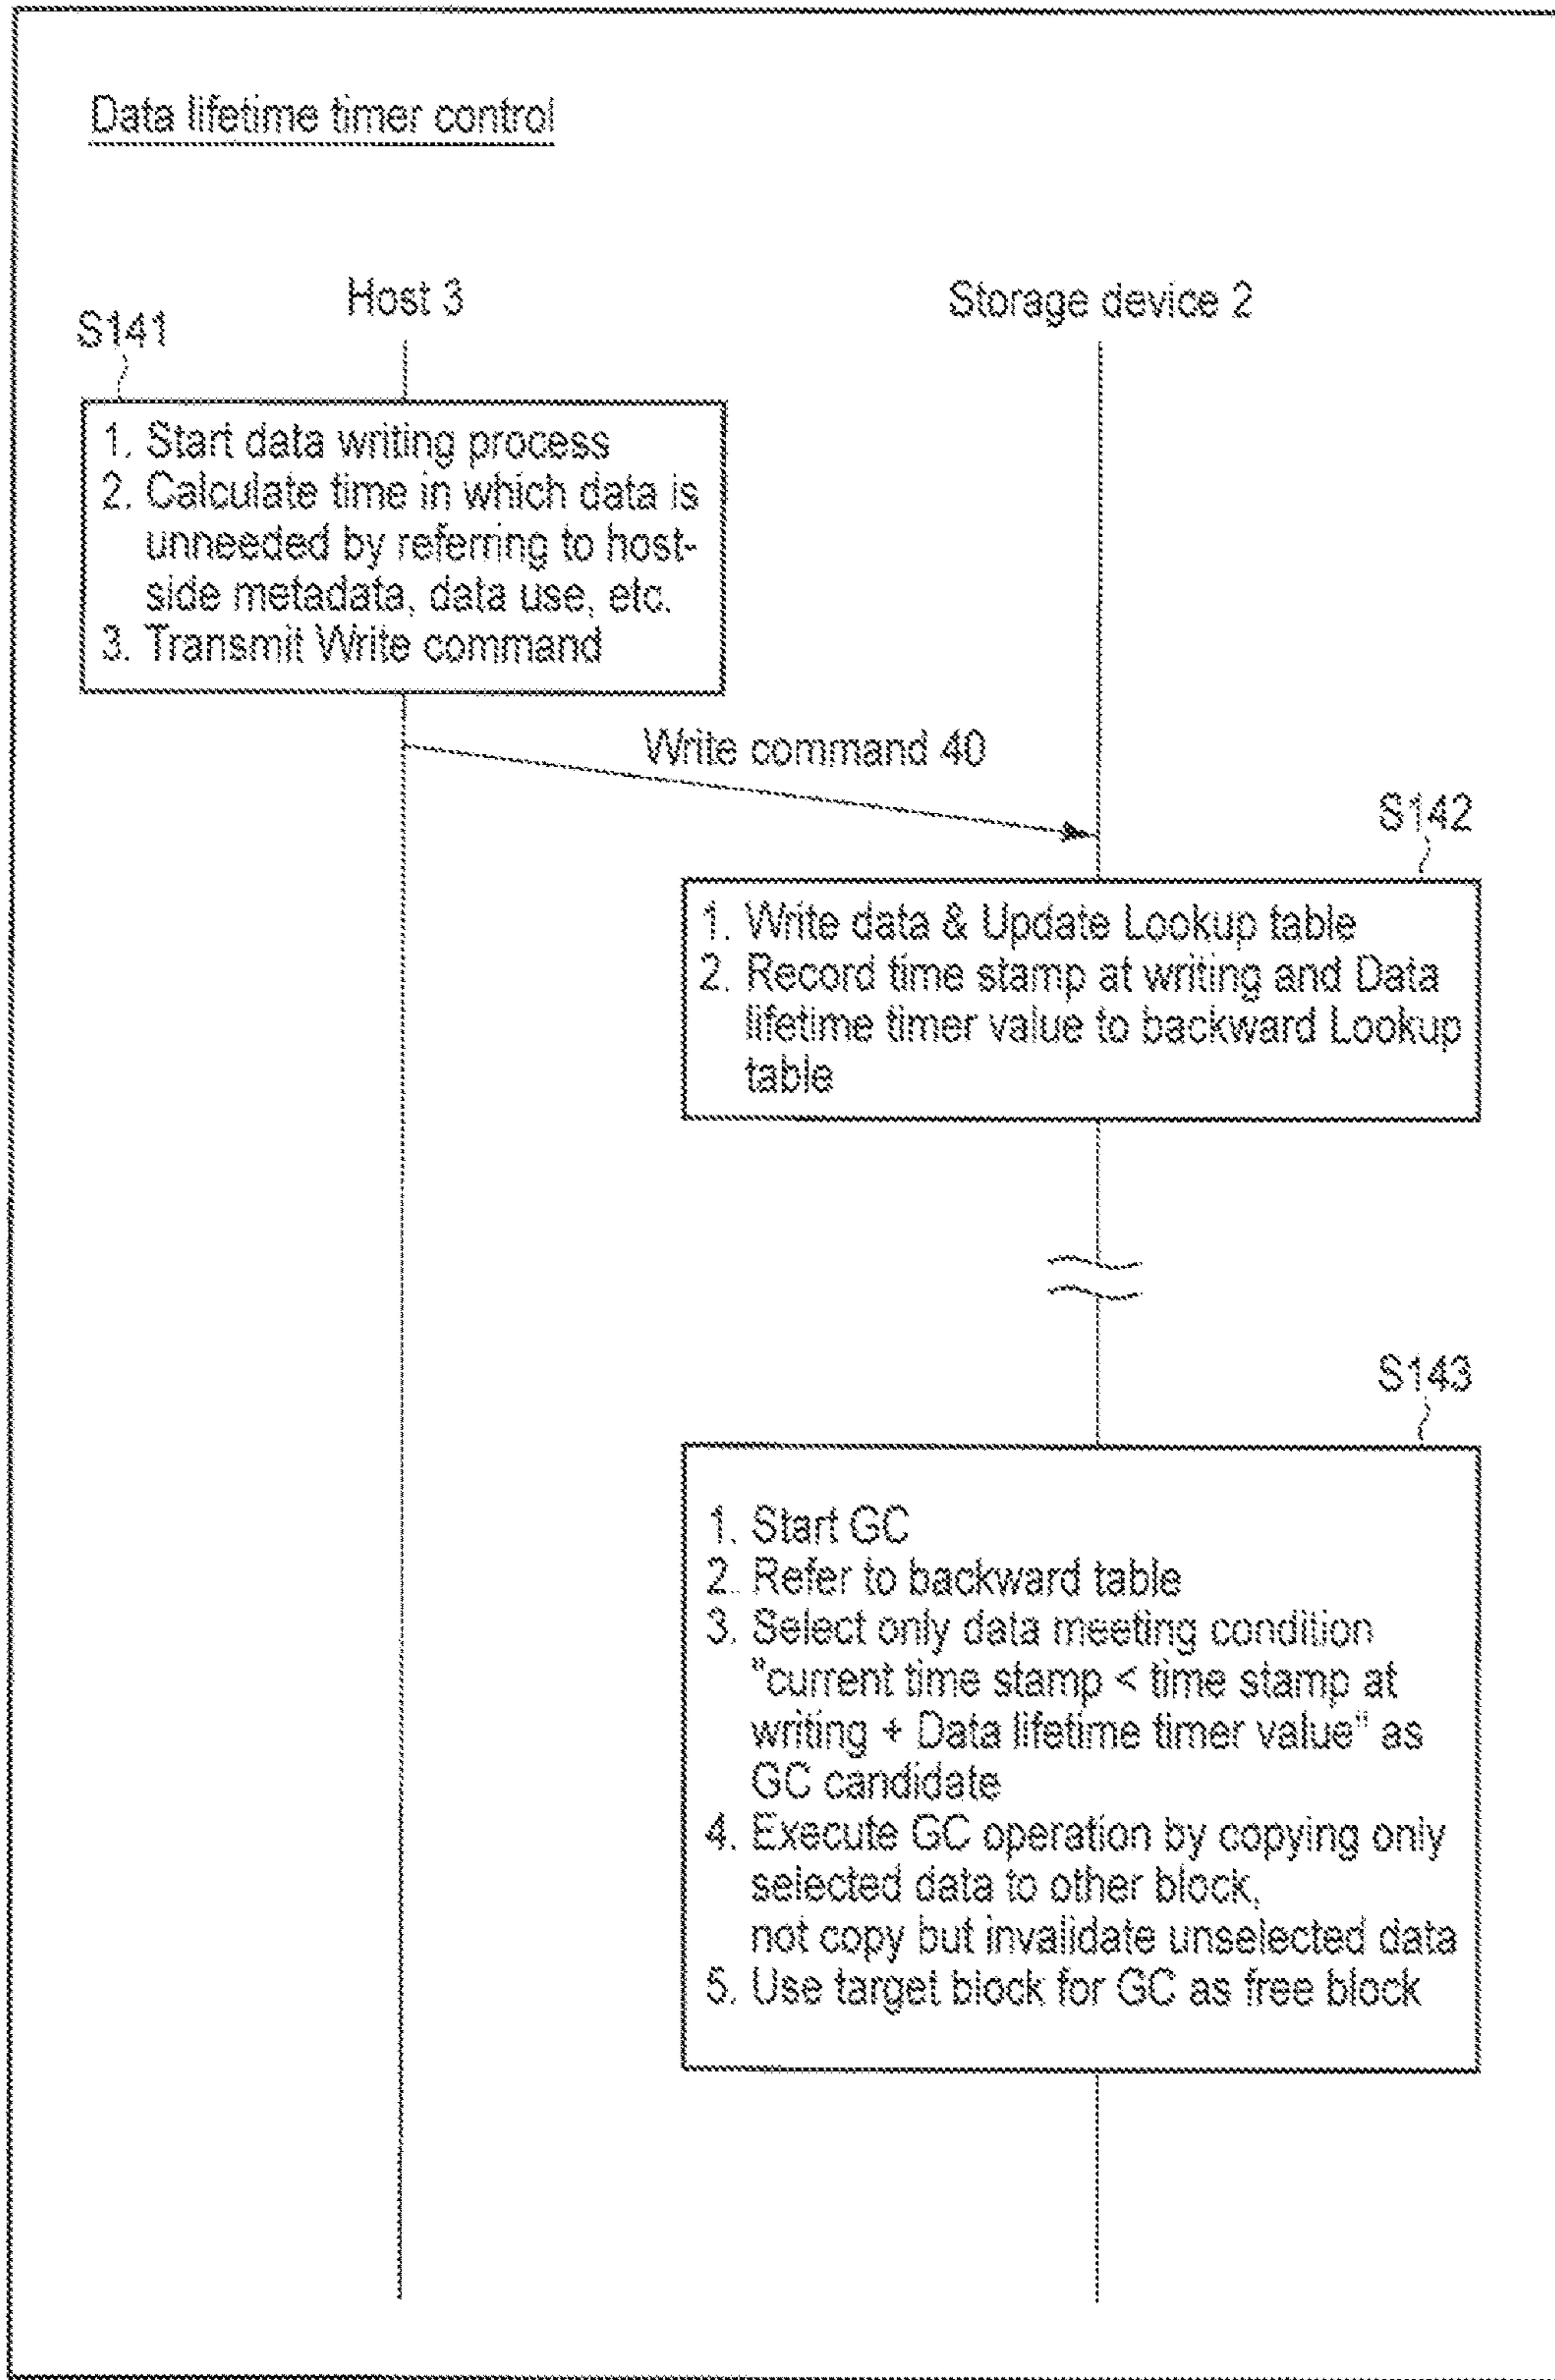 Data lifetime timer control
Host 3
Storage device 2
S141
1. Start data writing process
2. Calculate time in which data is
unneeded by referring to host-
side metadata, data use, etc.
3. Transmit Write command
Write command 40
S142
1. Write data & Update Lookup table
2. Record time stamp at writing and Data
lifetime timer value to backward Lookup
table
S143
1. Start GC
2. Refer to backward table
3. Select only data meeting condition
"current time stamp < time stamp at
writing + Data lifetime timer value" as
GC candidate
4. Execute GC operation by copying only
selected data to other block,
not copy but invalidate unselected data
5. Use target block for GC as free block